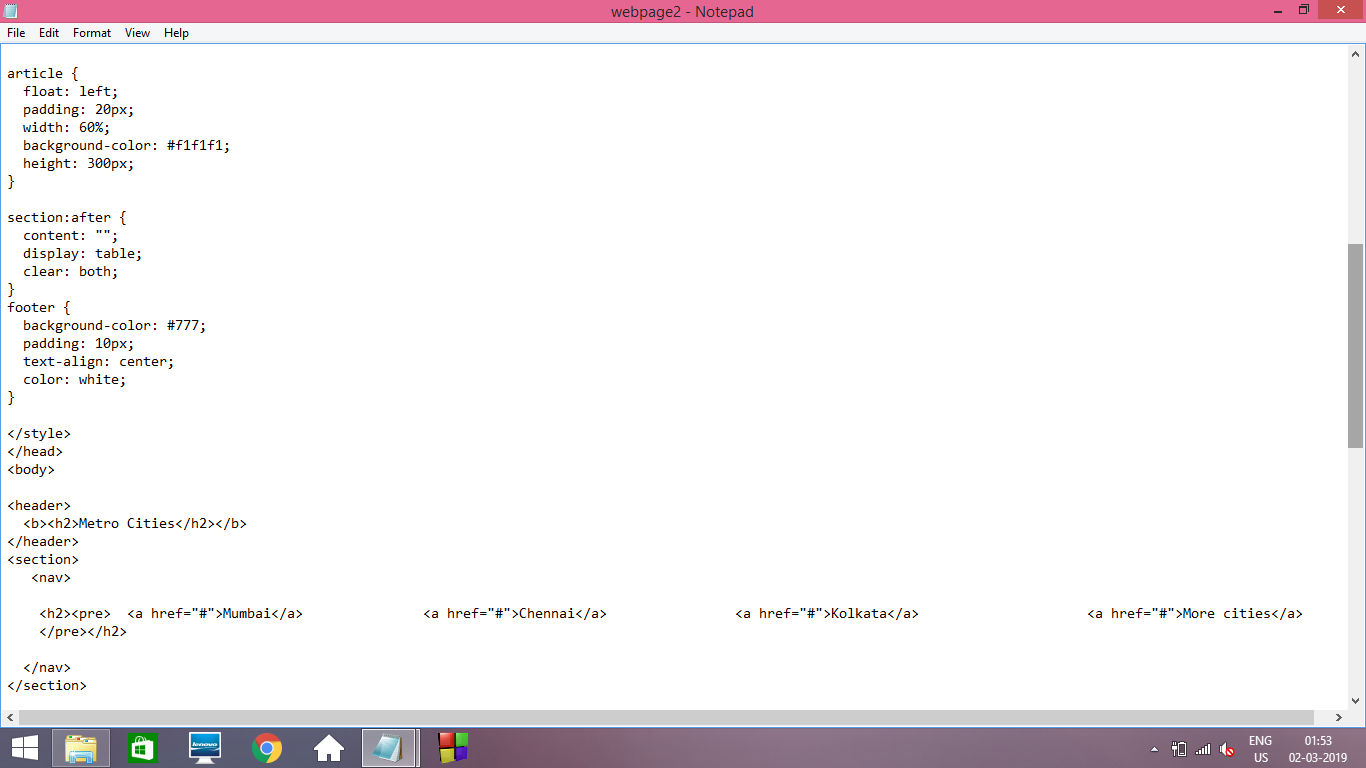 webpage2 - Notepad
File Edit Format View Help
article {
  float: left;
  padding: 20px;
  width: 60%;
  background-color: #f1f1f1;
  height: 300px;
}
section:after {
  content: "";
  display: table;
  clear: both;
}
footer {
  background-color: #777;
  padding: 10px;
  text-align: center;
  color: white;
}
</style>
</head>
<body>
<header>
  <b><h2>Metro Cities</h2></b>
</header>
<section>
   <nav>
    <h2><pre>  <a href="#">Mumbai</a>               <a href="#">Chennai</a>                <a href="#">Kolkata</a>                     <a href="#">More cities</a>
    </pre></h2>
  </nav>
</section>
lenovo
ENG 01:53
US 02-03-2019